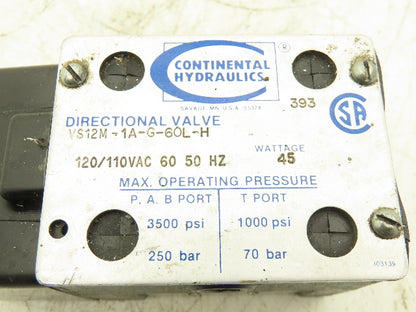 CONTINENTAL
HYDRAULICS
®
SAVAGE MN U.S.A. 55378
393
DIRECTIONAL VALVE
VS12M-1A-G-60L-H
120/110VAC 60 50 HZ
WATTAGE
45
MAX. OPERATING PRESSURE
P. A. B PORT
T PORT
3500 psi
1000 psi
250 bar
70 bar
103139